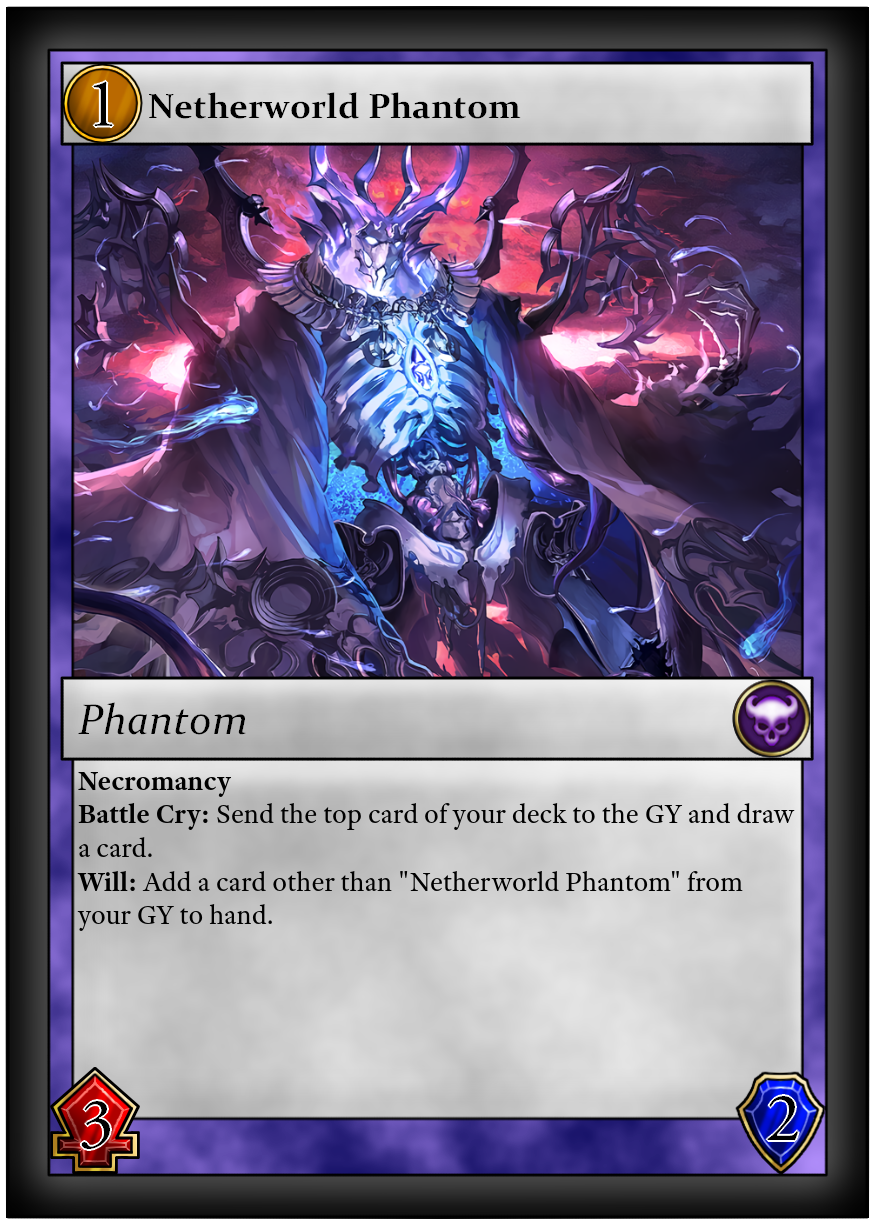 1 Netherworld Phantom
Phantom
Necromancy
Battle Cry: Send the top card of your deck to the GY and draw
a card.
Will: Add a card other than "Netherworld Phantom" from
your GY to hand.
3 2